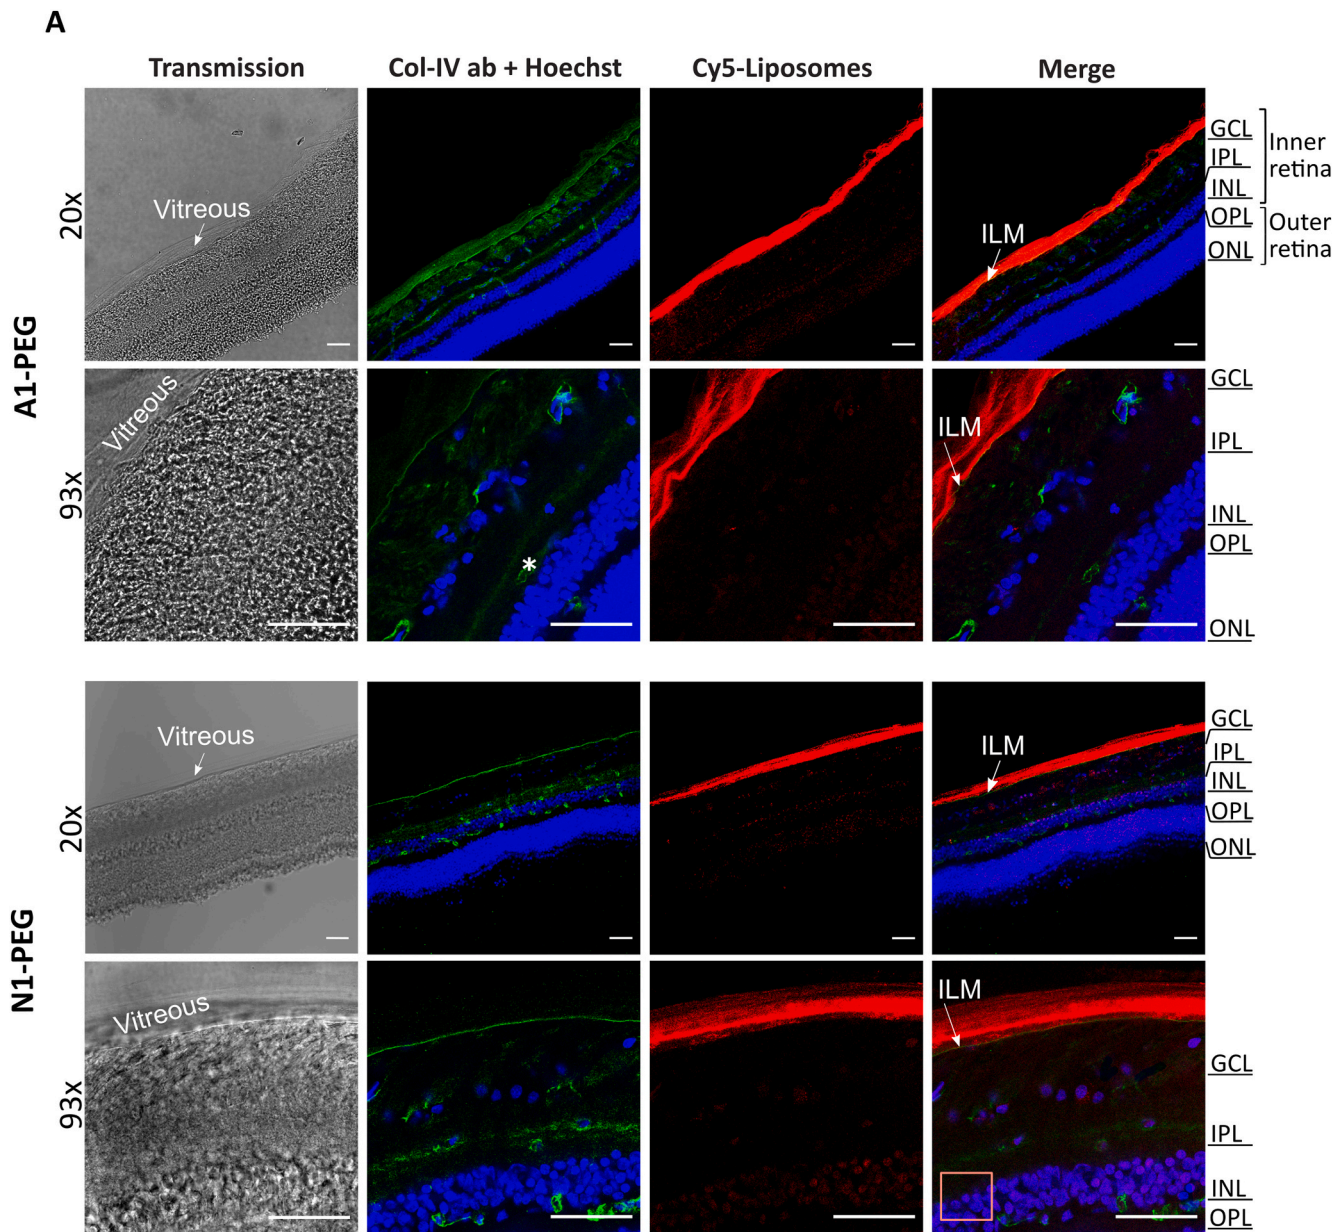 A
Transmission
Col-IV ab + Hoechst
Cy5-Liposomes
Merge
A1-PEG
20x
Vitreous
ILM
GCL
IPL
INL
OPL
ONL
Inner
retina
Outer
retina
93x
Vitreous
*
ILM
GCL
IPL
INL
OPL
ONL
N1-PEG
20x
Vitreous
ILM
GCL
IPL
INL
OPL
ONL
93x
Vitreous
ILM
GCL
IPL
INL
OPL